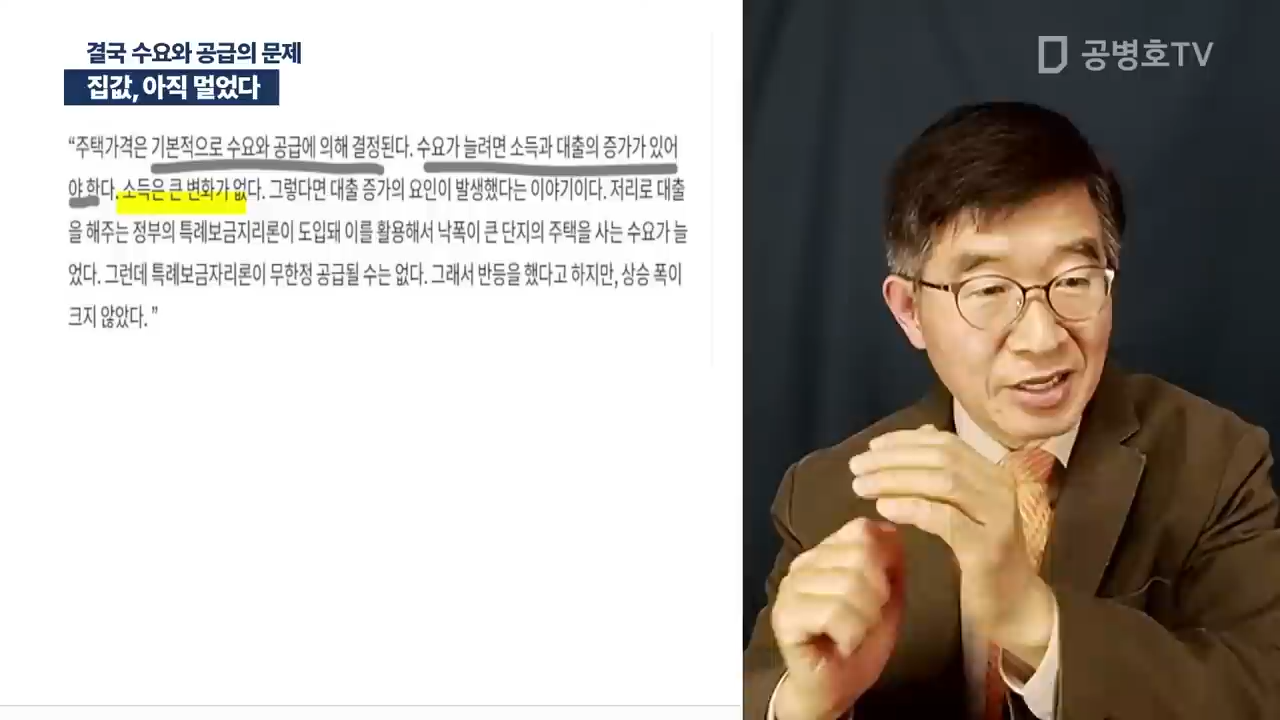 결국 수요와 공급의 문제
집값, 아직 멀었다
공병호TV
“주택가격은 기본적으로 수요와 공급에 의해 결정된다. 수요가 늘려면 소득과 대출의 증가가 있어
야 한다. 소득은 큰 변화가 없다. 그렇다면 대출 증가의 요인이 발생했다는 이야기이다. 저리로 대출
을 해주는 정부의 특례보금지리론이 도입돼 이를 활용해서 낙폭이 큰 단지의 주택을 사는 수요가 늘
었다. 그런데 특례보금자리론이 무한정 공급될 수는 없다. 그래서 반등을 했다고 하지만, 상승 폭이
크지 않았다. ”